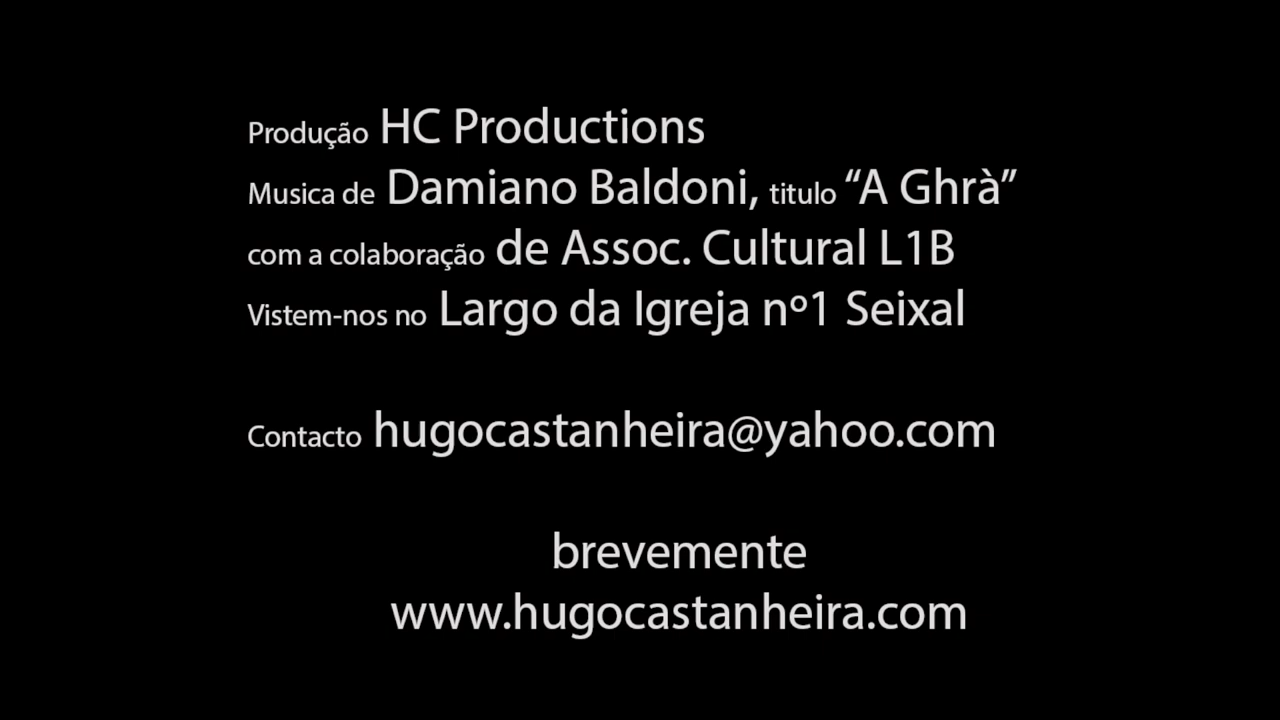 Produção HC Productions
Musica de Damiano Baldoni, titulo “A Ghrà”
com a colaboração de Assoc. Cultural L1B
Vistem-nos no Largo da Igreja nº1 Seixal
Contacto hugocastanheira@yahoo.com
brevemente
www.hugocastanheira.com